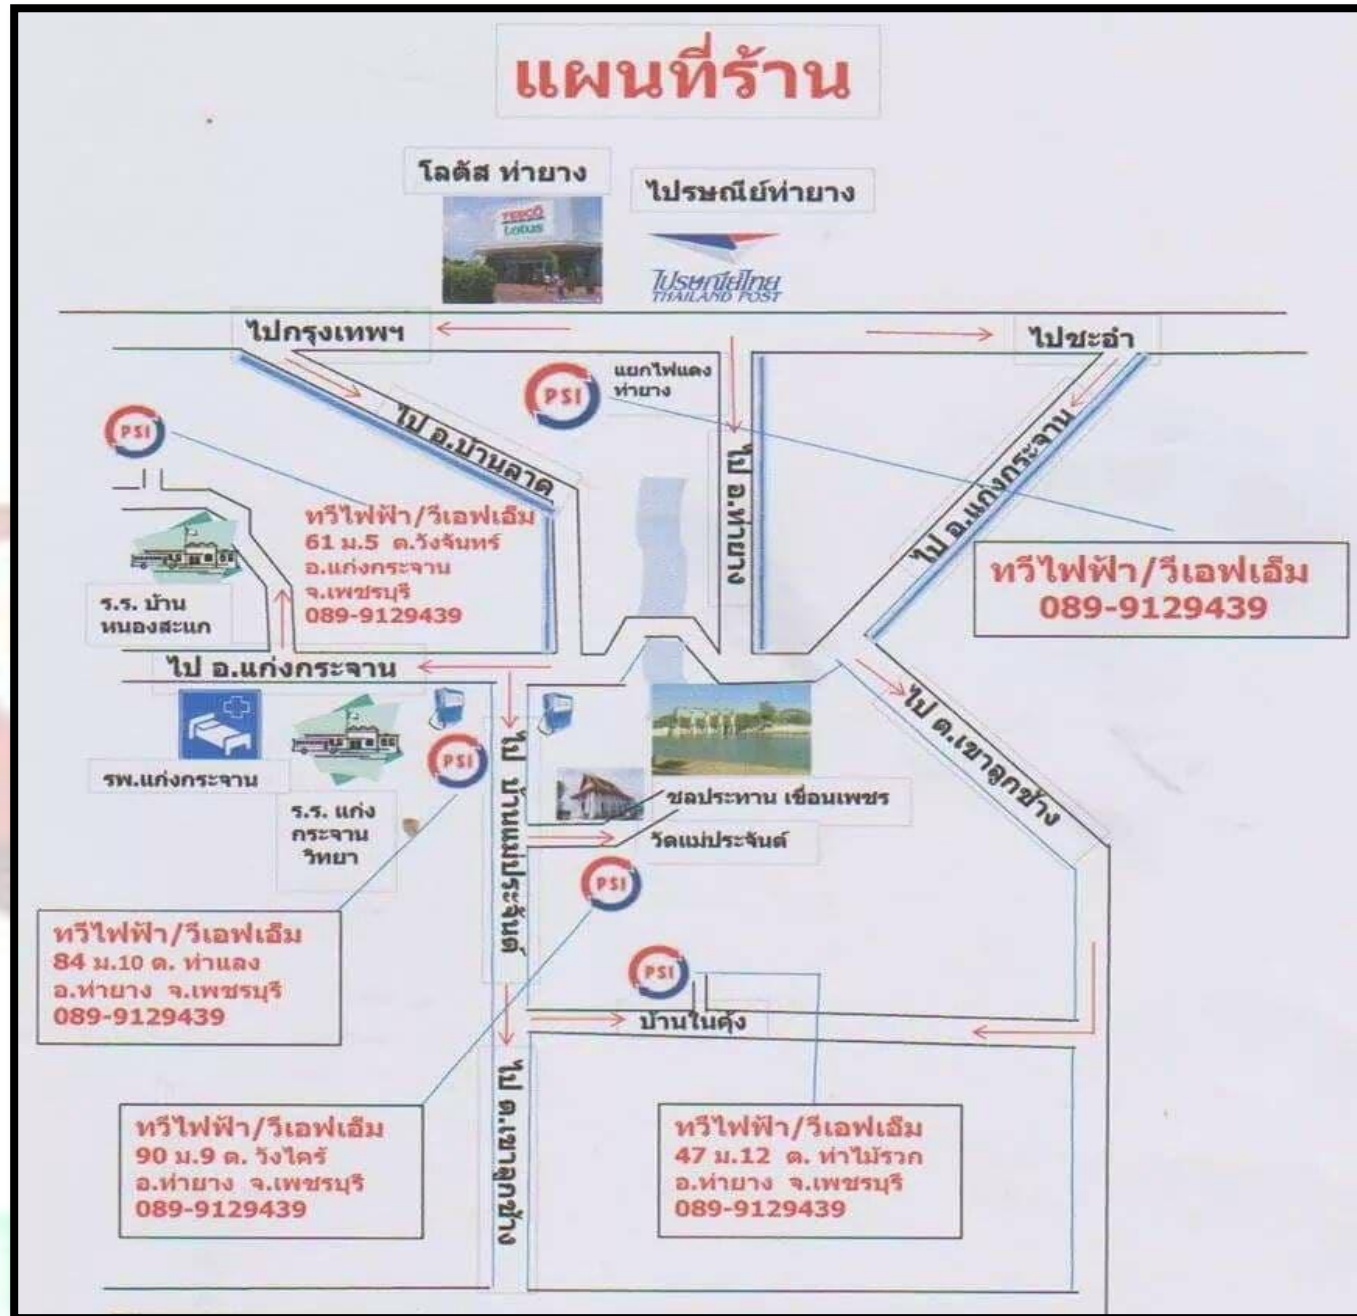 แผนที่ร้าน
โลตัส ท่ายาง
ไปรษณีย์ท่ายาง
TESCO
Lotus
ไปรษณีย์ไทย
THAILAND POST
ไปกรุงเทพฯ
ไปชะอำ
PSI
แยกไฟแดง
ท่ายาง
PSI
ไป อ.บ้านลาด
ไป อ.ท่ายาง
ไป อ.แก่งกระจาน
ทวีไฟฟ้า/วีเอฟเอ็ม
61 ม.5 ต.วังจันทร์
อ.แก่งกระจาน
จ.เพชรบุรี
089-9129439
ทวีไฟฟ้า/วีเอฟเอ็ม
089-9129439
ร.ร. บ้าน
หนองสะแก
ไป อ.แก่งกระจาน
ไป ต.เขาลูกช้าง
รพ.แก่งกระจาน
ร.ร. แก่ง
กระจาน
วิทยา
PSI
ไป บ้านแม่ประจันต์
ชลประทาน เขื่อนเพชร
วัดแม่ประจันต์
PSI
ทวีไฟฟ้า/วีเอฟเอ็ม
84 ม.10 ต. ท่าแลง
อ.ท่ายาง จ.เพชรบุรี
089-9129439
PSI
บ้านในคุ้ง
ไป ต.เขาลูกช้าง
ทวีไฟฟ้า/วีเอฟเอ็ม
90 ม.9 ต. วังไคร้
อ.ท่ายาง จ.เพชรบุรี
089-9129439
ทวีไฟฟ้า/วีเอฟเอ็ม
47 ม.12 ต. ท่าไม้รวก
อ.ท่ายาง จ.เพชรบุรี
089-9129439